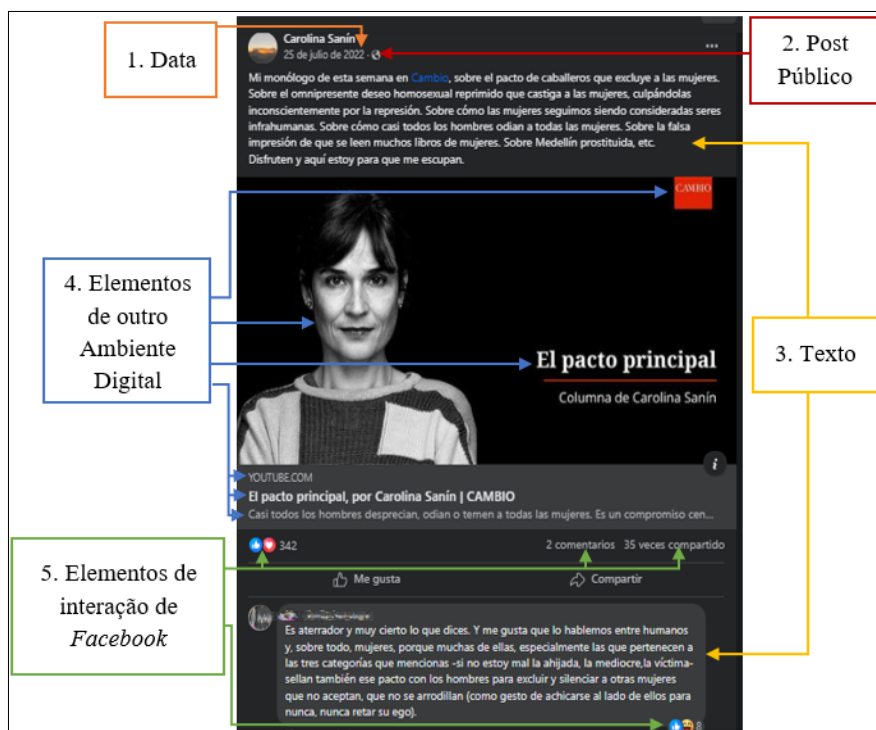 1. Data
2. Post
Público
Carolina Sanín
25 de julio de 2022 ·
Mi monólogo de esta semana en Cambio, sobre el pacto de caballeros que excluye a las mujeres.
Sobre el omnipresente deseo homosexual reprimido que castiga a las mujeres, culpándolas
inconscientemente por la represión. Sobre cómo las mujeres seguimos siendo consideradas seres
infrahumanas. Sobre cómo casi todos los hombres odian a todas las mujeres. Sobre la falsa
impresión de que se leen muchos libros de mujeres. Sobre Medellín prostituida, etc.
Disfruten y aquí estoy para que me escupan.
CAMBIO
4. Elementos
de outro
Ambiente
Digital
3. Texto
El pacto principal
Columna de Carolina Sanín
YOUTUBE.COM
El pacto principal, por Carolina Sanín | CAMBIO
Casi todos los hombres desprecian, odian o temen a todas las mujeres. Es un compromiso cen...
342
2 comentarios 35 veces compartido
Me gusta
Compartir
5. Elementos de
interação de
Facebook
Es aterrador y muy cierto lo que dices. Y me gusta que lo hablemos entre humanos
y, sobre todo, mujeres, porque muchas de ellas, especialmente las que pertenecen a
las tres categorías que mencionas -si no estoy mal la ahijada, la mediocre,la víctima-
sellan también ese pacto con los hombres para excluir y silenciar a otras mujeres
que no aceptan, que no se arrodillan (como gesto de achicarse al lado de ellos para
nunca, nunca retar su ego).
8